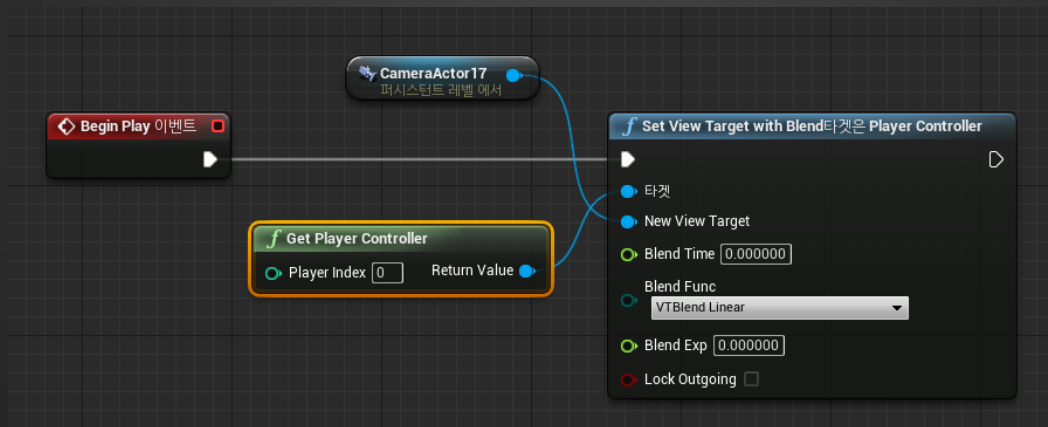 CameraActor17
퍼시스턴트 레벨 에서
Begin Play 이벤트
f Set View Target with Blend타겟은 Player Controller
타겟
New View Target
f Get Player Controller
Player Index 0 Return Value
Blend Time 0.000000
Blend Func
VTBlend Linear
Blend Exp 0.000000
Lock Outgoing